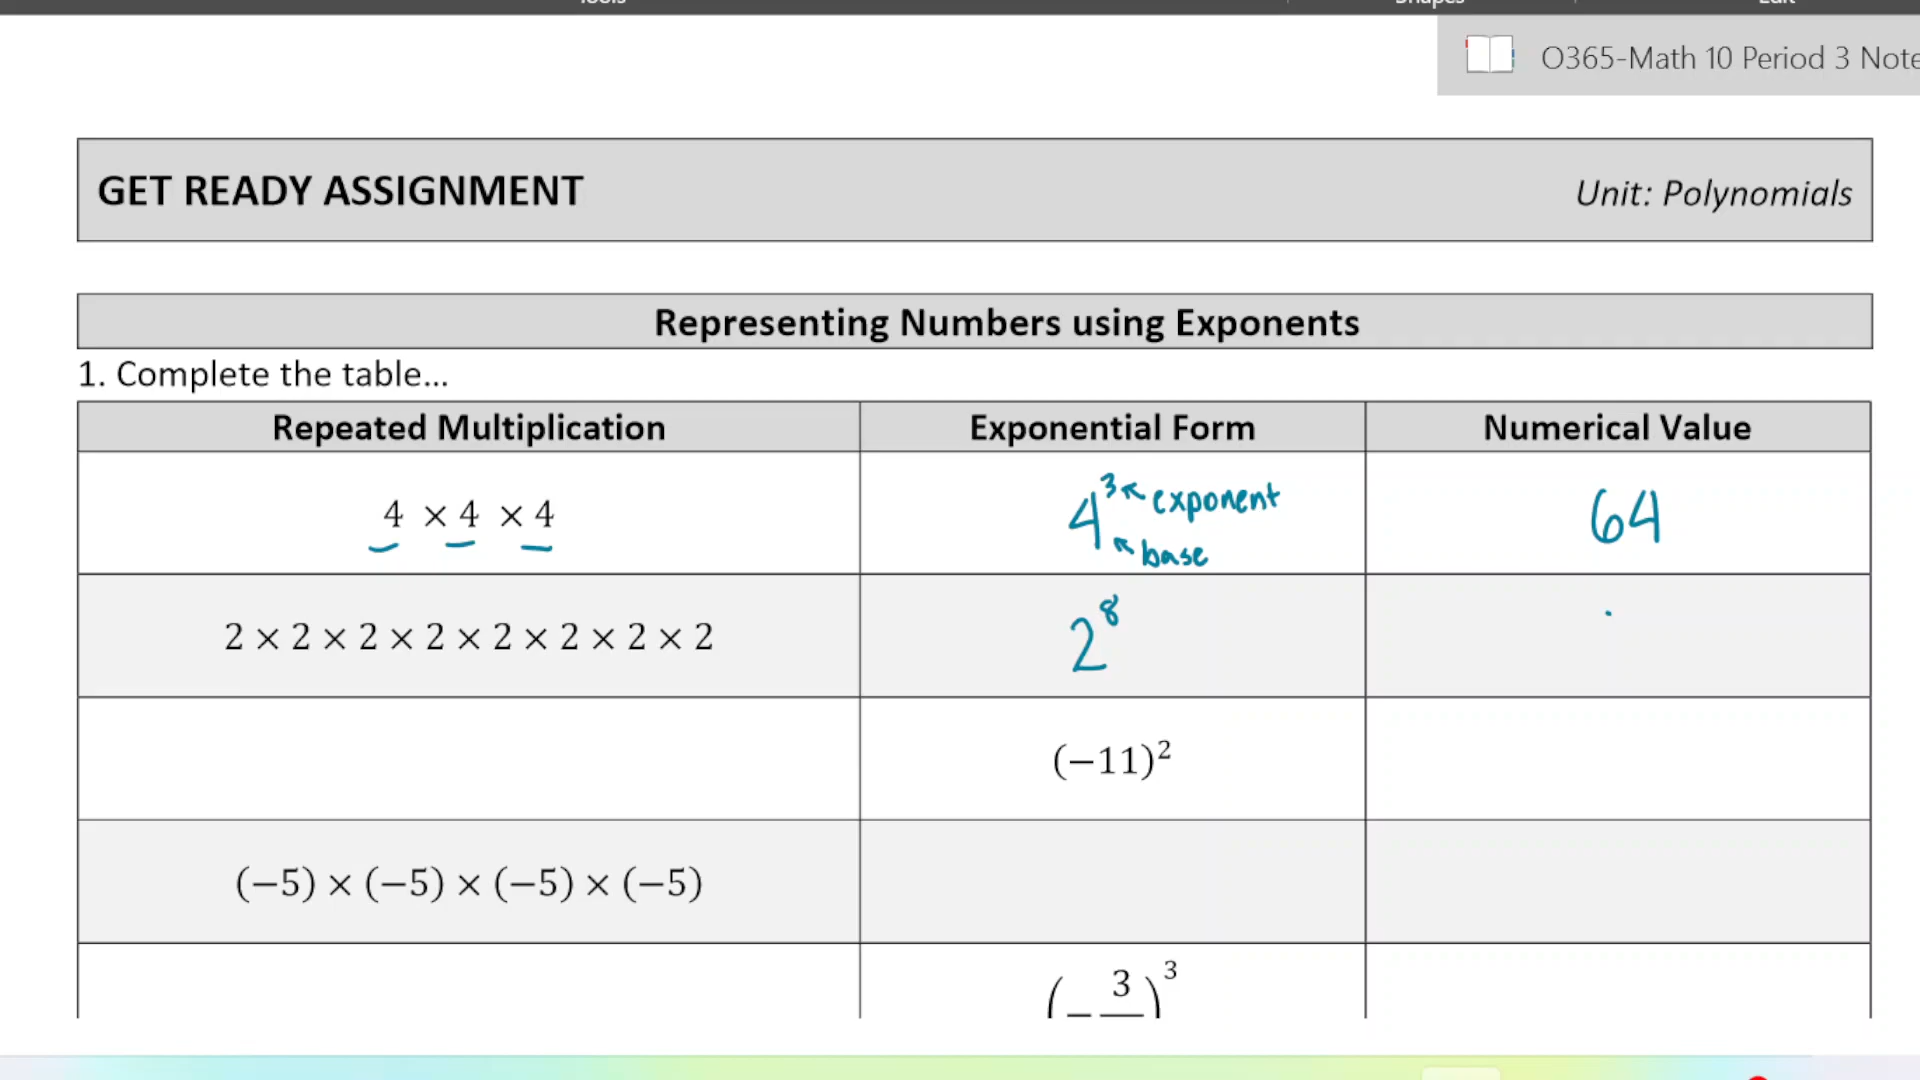 O365-Math 10 Period 3 Note
GET READY ASSIGNMENT
Unit: Polynomials
Representing Numbers using Exponents
1. Complete the table...
Repeated Multiplication
Exponential Form
Numerical Value
4 × 4 × 4
4³ exponent
base
64
2 × 2 × 2 × 2 × 2 × 2 × 2 × 2
2⁸
(−11)²
(−5) × (−5) × (−5) × (−5)
(− 3 )³